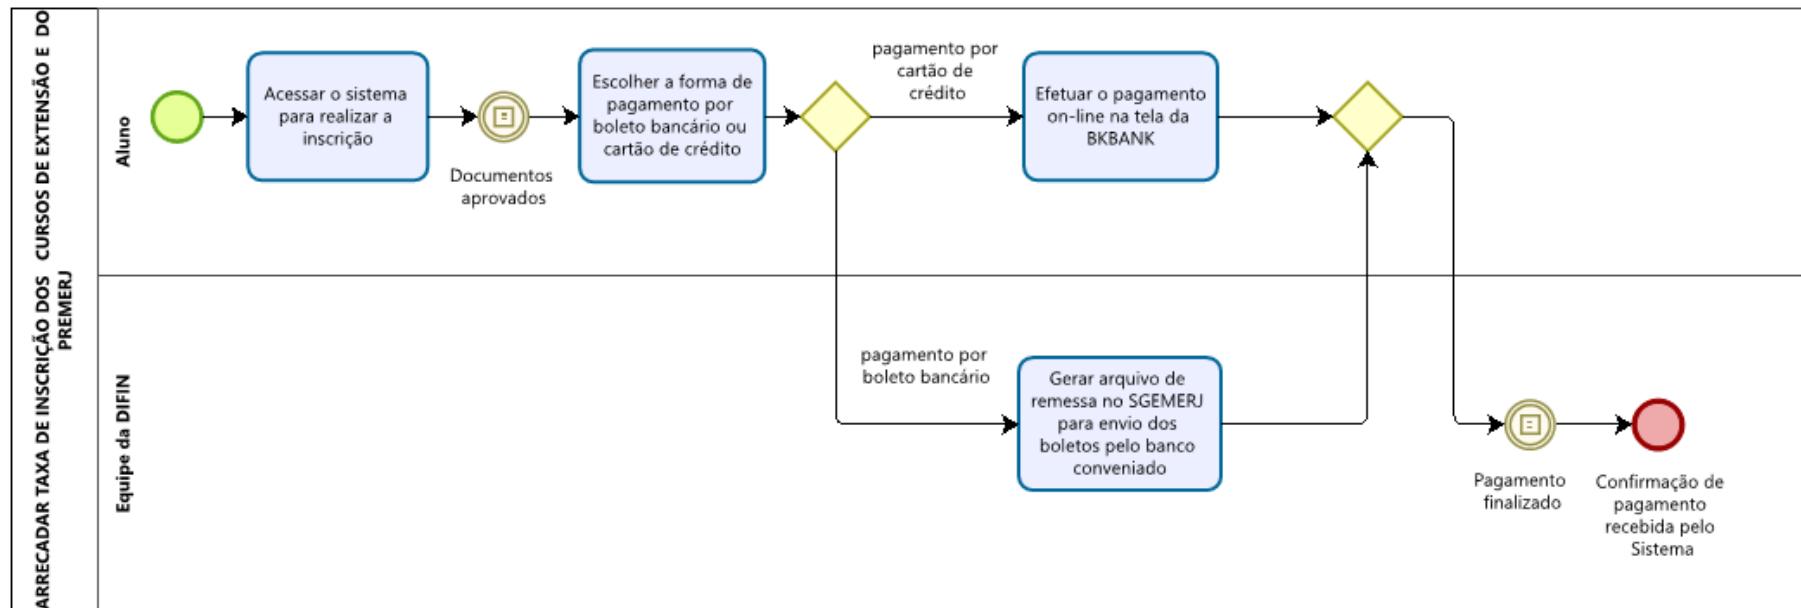 ARRECADAR TAXA DE INSCRIÇÃO DOS CURSOS DE EXTENSÃO E DO
PREMERJ
Aluno
Acessar o sistema
para realizar a
inscrição
Documentos
aprovados
Escolher a forma de
pagamento por
boleto bancário ou
cartão de crédito
pagamento por
cartão de
crédito
Efetuar o pagamento
on-line na tela da
BKBANK
Equipe da DIFIN
pagamento por
boleto bancário
Gerar arquivo de
remessa no SGEMERJ
para envio dos
boletos pelo banco
conveniado
Pagamento
finalizado
Confirmação de
pagamento
recebida pelo
Sistema